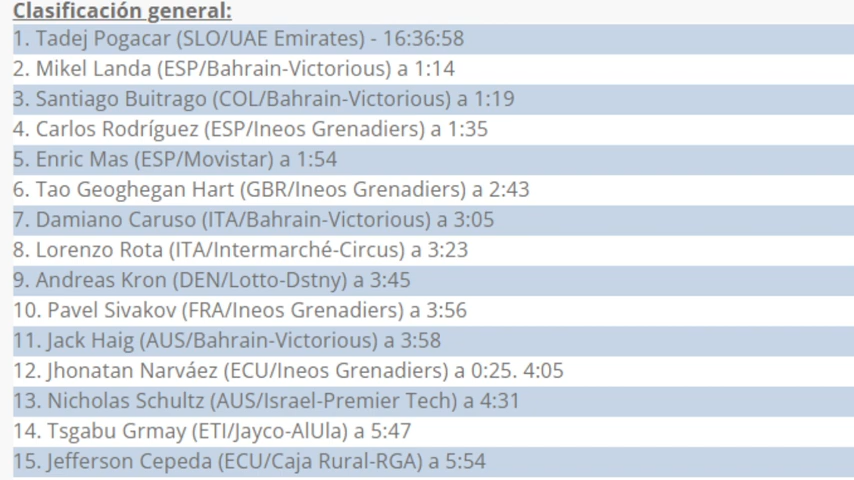 Clasificación general:
1. Tadej Pogacar (SLO/UAE Emirates) - 16:36:58
2. Mikel Landa (ESP/Bahrain-Victorious) a 1:14
3. Santiago Buitrago (COL/Bahrain-Victorious) a 1:19
4. Carlos Rodríguez (ESP/Ineos Grenadiers) a 1:35
5. Enric Mas (ESP/Movistar) a 1:54
6. Tao Geoghegan Hart (GBR/Ineos Grenadiers) a 2:43
7. Damiano Caruso (ITA/Bahrain-Victorious) a 3:05
8. Lorenzo Rota (ITA/Intermarché-Circus) a 3:23
9. Andreas Kron (DEN/Lotto-Dstny) a 3:45
10. Pavel Sivakov (FRA/Ineos Grenadiers) a 3:56
11. Jack Haig (AUS/Bahrain-Victorious) a 3:58
12. Jhonatan Narváez (ECU/Ineos Grenadiers) a 0:25. 4:05
13. Nicholas Schultz (AUS/Israel-Premier Tech) a 4:31
14. Tsgabu Grmay (ETI/Jayco-AlUla) a 5:47
15. Jefferson Cepeda (ECU/Caja Rural-RGA) a 5:54